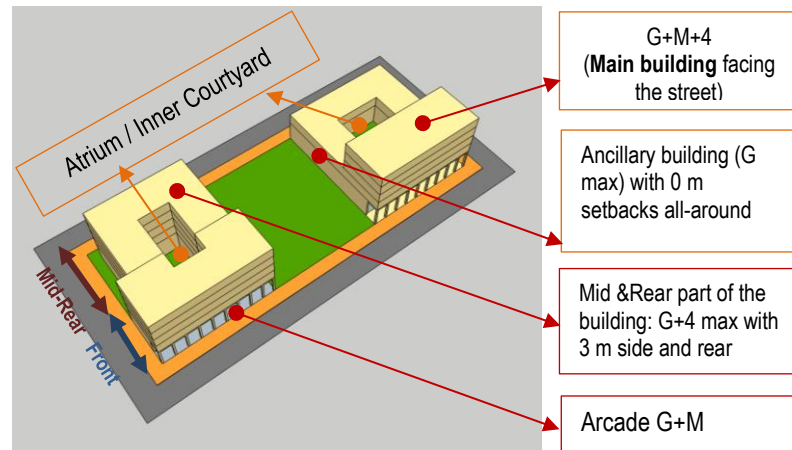 Atrium / Inner Courtyard
G+M+4
(Main building facing
the street)
Ancillary building (G
max) with 0 m
setbacks all-around
Mid &Rear part of the
building: G+4 max with
3 m side and rear
Arcade G+M
Mid-Rear
Front